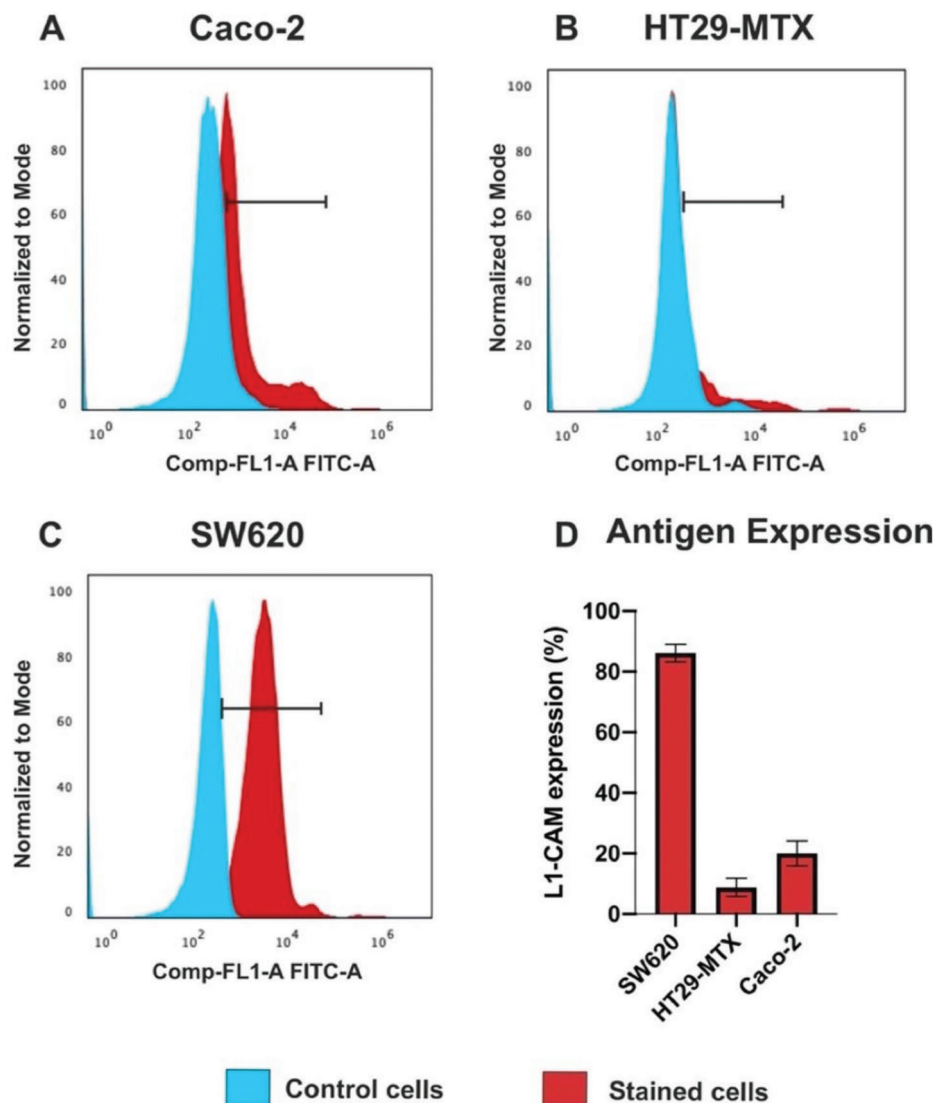 A Caco-2
100
80
60
40
20
0
Normalized to Mode
10^0 10^2 10^4 10^6
Comp-FL1-A FITC-A
B HT29-MTX
100
80
60
40
20
0
Normalized to Mode
10^0 10^2 10^4 10^6
Comp-FL1-A FITC-A
C SW620
100
80
60
40
20
0
Normalized to Mode
10^0 10^2 10^4 10^6
Comp-FL1-A FITC-A
D Antigen Expression
100
80
60
40
20
0
L1-CAM expression (%)
SW620
HT29-MTX
Caco-2
Control cells
Stained cells